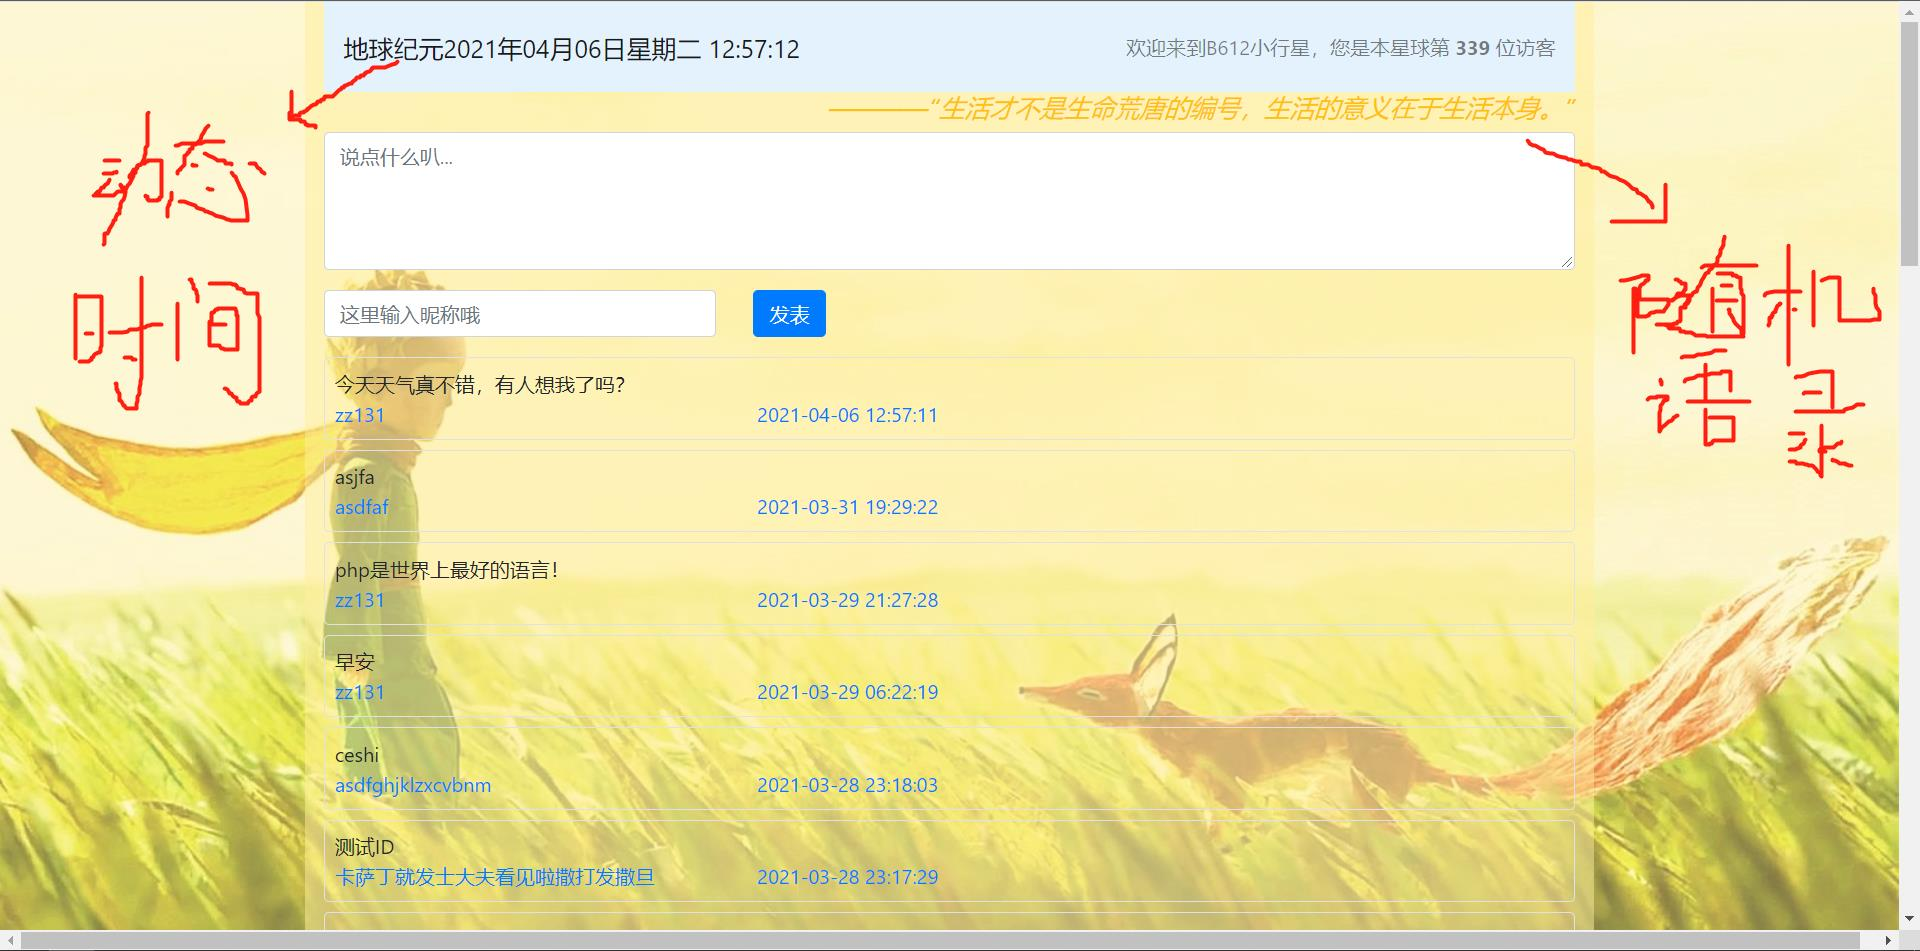 地球纪元2021年04月06日星期二 12:57:12
欢迎来到B612小行星，您是本星球第 339 位访客
————“生活才不是生命荒唐的编号，生活的意义在于生活本身。”
说点什么叭...
动态
时间
随机
语录
这里输入昵称哦
发表
今天天气真不错，有人想我了吗？
zz131 2021-04-06 12:57:11
asjfa
asdfaf 2021-03-31 19:29:22
php是世界上最好的语言！
zz131 2021-03-29 21:27:28
早安
zz131 2021-03-29 06:22:19
ceshi
asdfghjklzxcvbnm 2021-03-28 23:18:03
测试ID
卡萨丁就发士大夫看见啦撒打发撒旦 2021-03-28 23:17:29